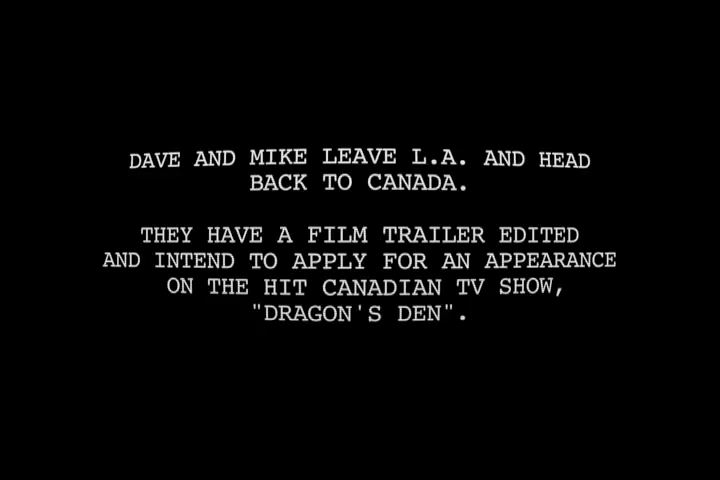 DAVE AND MIKE LEAVE L.A. AND HEAD
BACK TO CANADA.
THEY HAVE A FILM TRAILER EDITED
AND INTEND TO APPLY FOR AN APPEARANCE
ON THE HIT CANADIAN TV SHOW,
"DRAGON'S DEN".